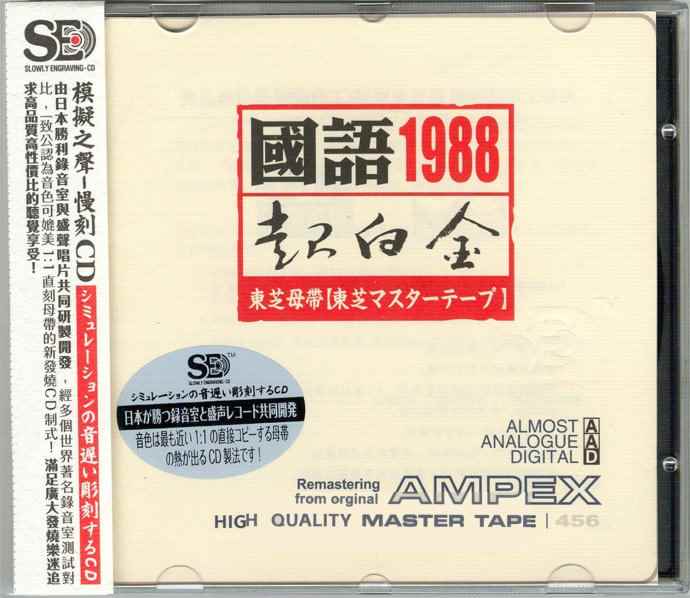 SED
SLOWLY ENGRAVING-CD
模擬之聲-慢刻CD シミュレーションの音遅い彫刻するCD
由日本勝利錄音室與盛聲唱片共同研製開發，經多個世界著名錄音室測試對
比，一致公認為音色可媲美1:1直刻母帶的新發燒CD制式！滿足廣大發燒樂迷追
求高品質高性價比的聽覺享受！
國語1988
超白金
東芝母帶【東芝マスターテープ】
SED TM
SLOWLY ENGRAVING-CD
シミュレーションの音遅い彫刻するCD
日本が勝つ録音室と盛声レコード共同開発
音色は最も近い1:1の直接コピーする母帯
の熱が出るCD製法です！
ALMOST A
ANALOGUE A
DIGITAL D
Remastering
from orginal AMPEX
HIGH QUALITY MASTER TAPE | 456